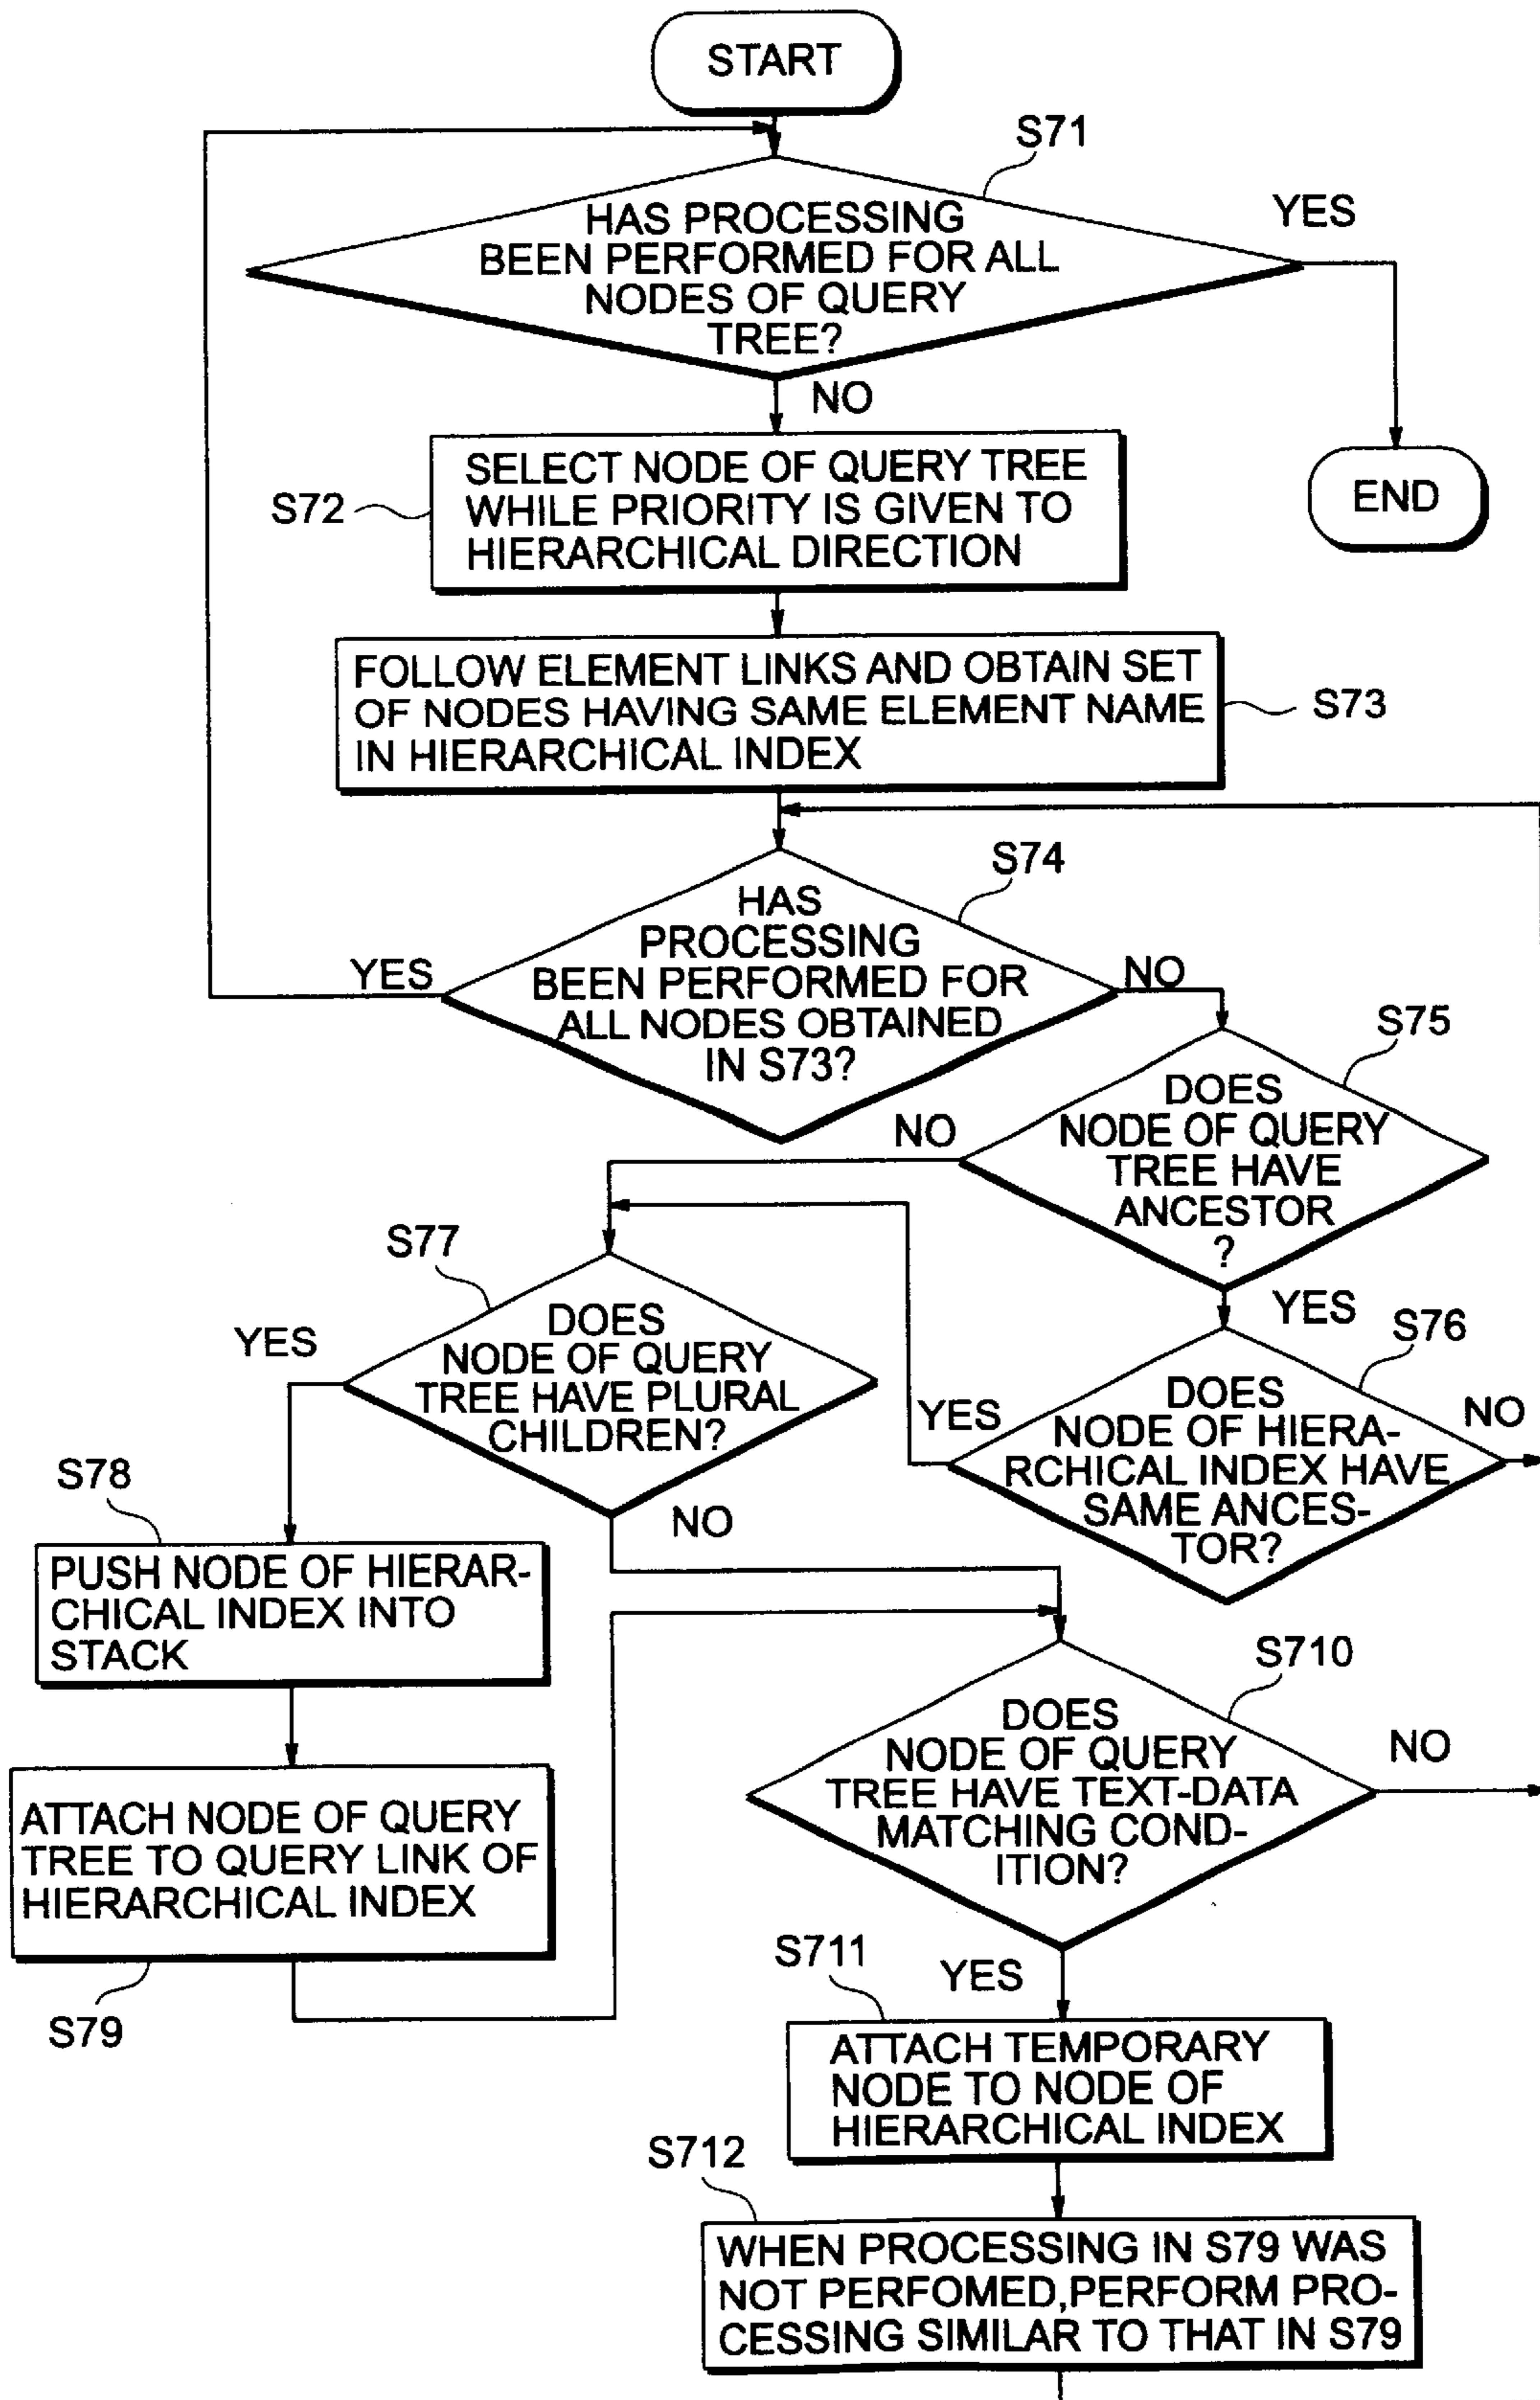 START
S71
HAS PROCESSING
BEEN PERFORMED FOR ALL
NODES OF QUERY
TREE?
YES
NO
END
S72
SELECT NODE OF QUERY TREE
WHILE PRIORITY IS GIVEN TO
HIERARCHICAL DIRECTION
FOLLOW ELEMENT LINKS AND OBTAIN SET
OF NODES HAVING SAME ELEMENT NAME
IN HIERARCHICAL INDEX
S73
S74
HAS
PROCESSING
BEEN PERFORMED FOR
ALL NODES OBTAINED
IN S73?
YES
NO
S75
DOES
NODE OF QUERY
TREE HAVE
ANCESTOR
?
NO
YES
S76
DOES
NODE OF HIERA-
RCHICAL INDEX HAVE
SAME ANCES-
TOR?
YES
NO
S77
DOES
NODE OF QUERY
TREE HAVE PLURAL
CHILDREN?
YES
NO
S78
PUSH NODE OF HIERAR-
CHICAL INDEX INTO
STACK
ATTACH NODE OF QUERY
TREE TO QUERY LINK OF
HIERARCHICAL INDEX
S79
S710
DOES
NODE OF QUERY
TREE HAVE TEXT-DATA
MATCHING COND-
ITION?
NO
YES
S711
ATTACH TEMPORARY
NODE TO NODE OF
HIERARCHICAL INDEX
S712
WHEN PROCESSING IN S79 WAS
NOT PERFOMED,PERFORM PRO-
CESSING SIMILAR TO THAT IN S79